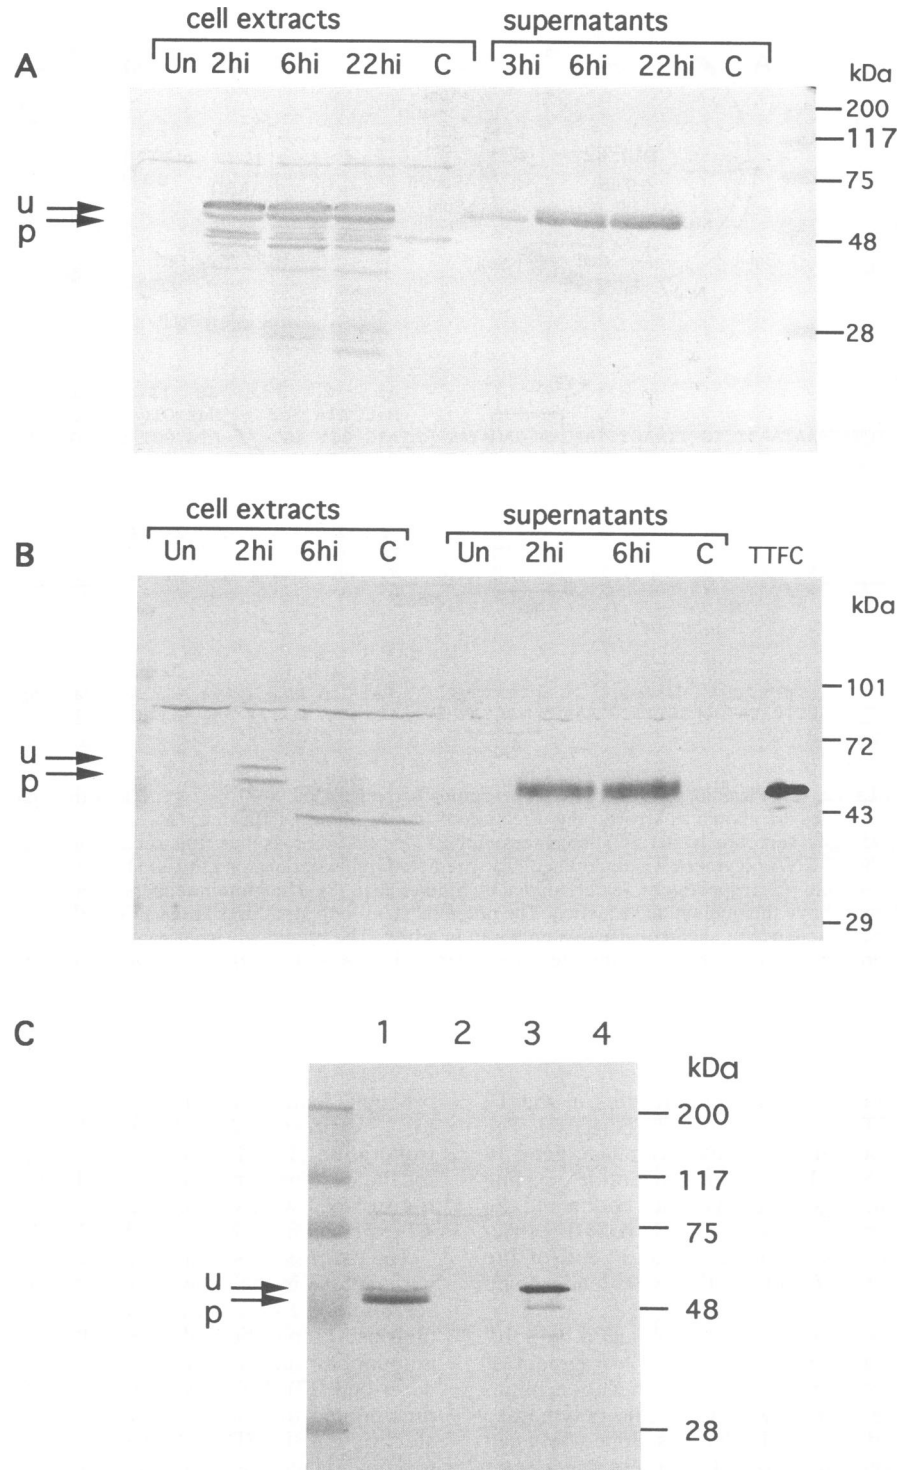 cell extracts supernatants
A Un 2hi 6hi 22hi C 3hi 6hi 22hi C kDa
200
117
75
u
p
48
28
cell extracts supernatants
B Un 2hi 6hi C Un 2hi 6hi C TTFC
kDa
101
72
u
p
43
29
C 1 2 3 4
kDa
200
117
75
u
p
48
28